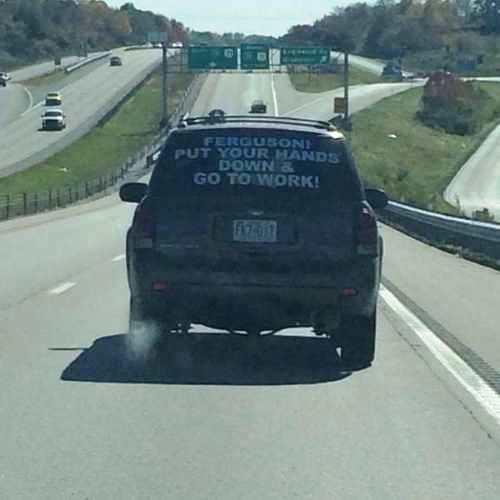 FERGUSON!
PUT YOUR HANDS
DOWN &
GO TO WORK!